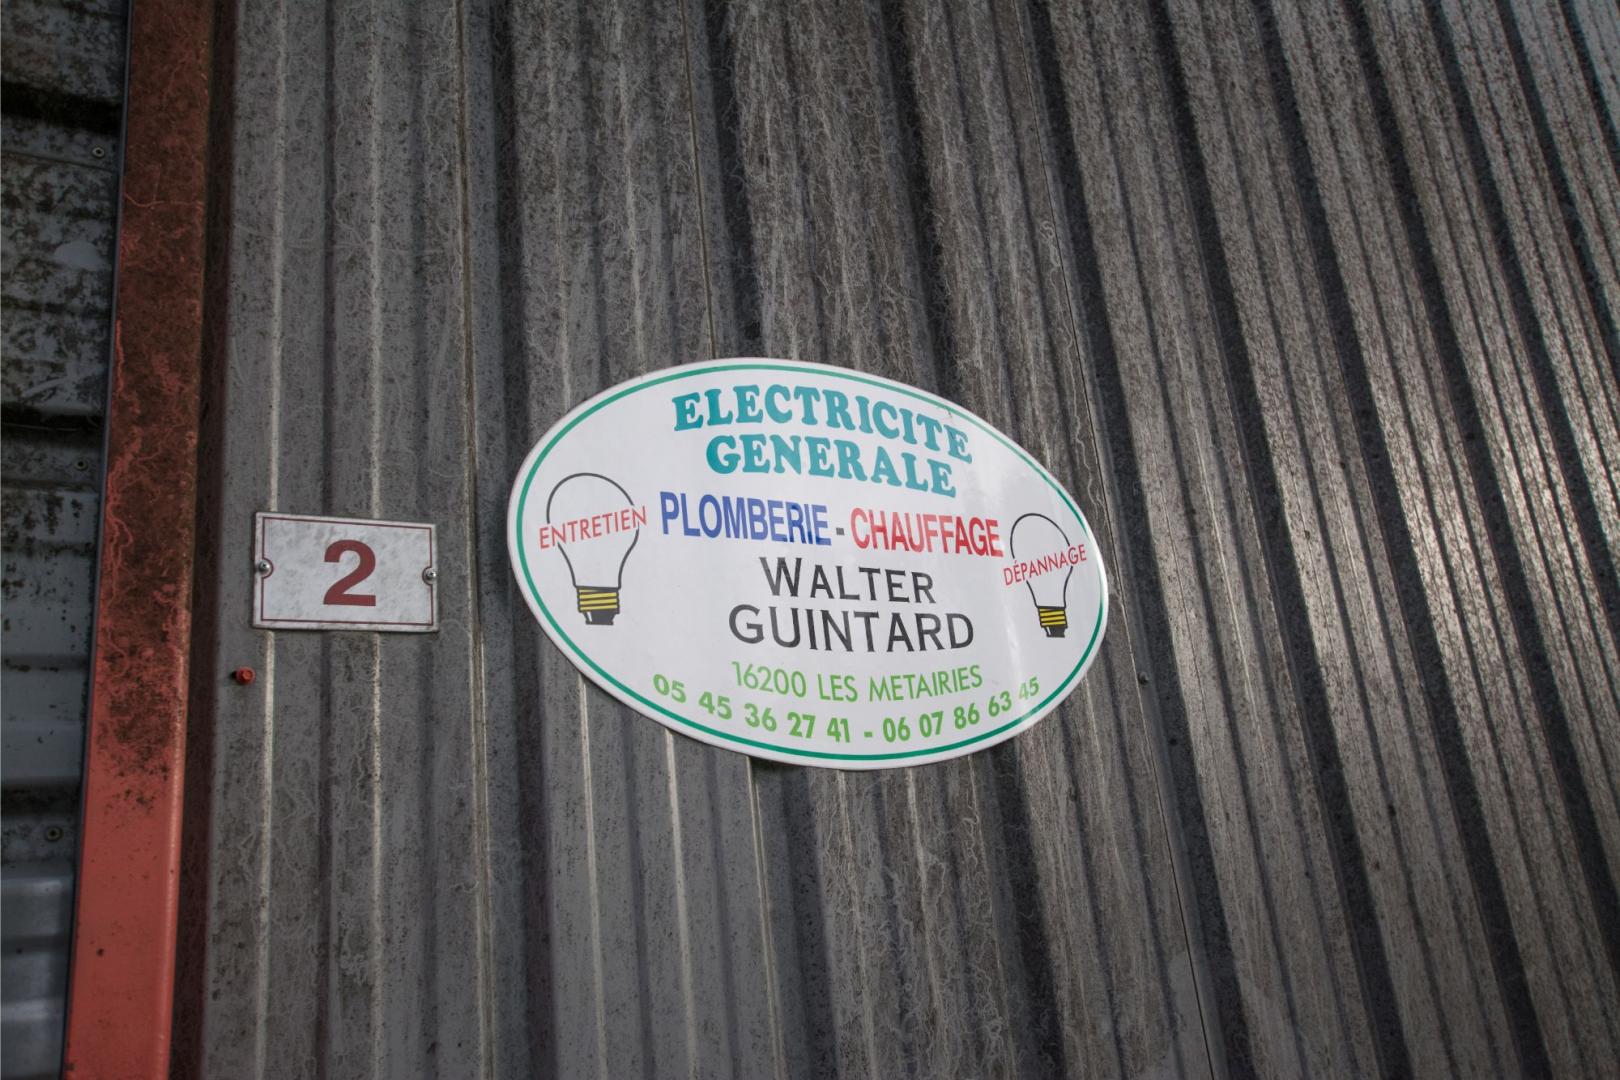 2
ELECTRICITE
GENERALE
ENTRETIEN
PLOMBERIE - CHAUFFAGE
DÉPANNAGE
WALTER
GUINTARD
16200 LES METAIRIES
05 45 36 27 41 - 06 07 86 63 45